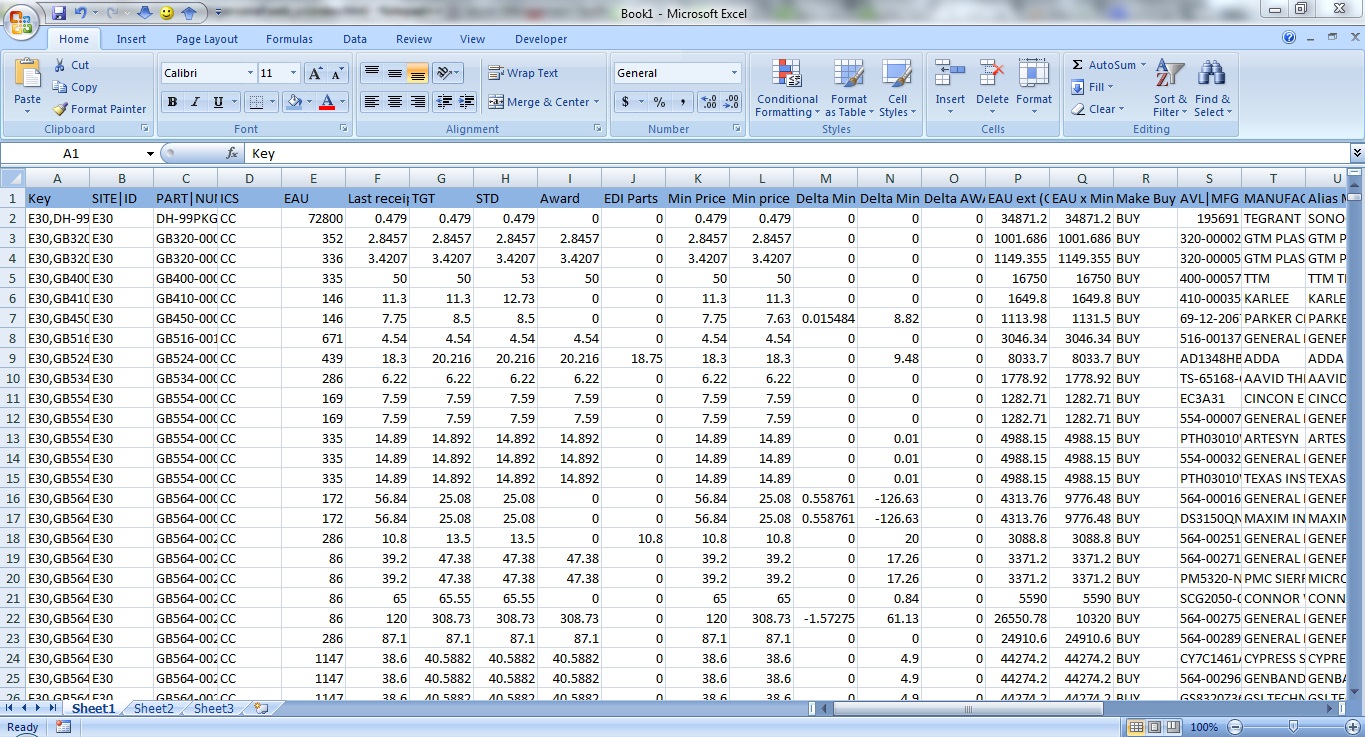 Book1 - Microsoft Excel
Home Insert Page Layout Formulas Data Review View Developer
Cut Calibri 11 Wrap Text General AutoSum
Copy Fill
Paste Format Painter B I U Merge & Center $ % , Conditional Formatting Format as Table Cell Styles Insert Delete Format Clear Sort & Filter Find & Select
Clipboard Font Alignment Number Styles Cells Editing
A1 fx Key
A B C D E F G H I J K L M N O P Q R S T U
1 Key SITE|ID PART|NUI ICS EAU Last recei TGT STD Award EDI Parts Min Price Min price Delta Min Delta Min Delta AWA EAU ext (C EAU x Min Make Buy AVL|MFG MANUFAC Alias M
2 E30,DH-99 E30 DH-99PKG CC 72800 0.479 0.479 0.479 0.479 0 0.479 0.479 0 0 0 34871.2 34871.2 BUY 195691 TEGRANT SONO
3 E30,GB320 E30 GB320-000 CC 352 2.8457 2.8457 2.8457 2.8457 0 2.8457 2.8457 0 0 0 1001.686 1001.686 BUY 320-00002 GTM PLAS GTM P
4 E30,GB320 E30 GB320-000 CC 336 3.4207 3.4207 3.4207 3.4207 0 3.4207 3.4207 0 0 0 1149.355 1149.355 BUY 320-00005 GTM PLAS GTM P
5 E30,GB400 E30 GB400-000 CC 335 50 50 53 50 0 50 50 0 0 0 16750 16750 BUY 400-00057 TTM TTM T
6 E30,GB410 E30 GB410-000 CC 146 11.3 11.3 12.73 0 0 11.3 11.3 0 0 0 1649.8 1649.8 BUY 410-00035 KARLEE KARLE
7 E30,GB450 E30 GB450-000 CC 146 7.75 8.5 8.5 0 0 7.75 7.63 0.015484 8.82 0 1113.98 1131.5 BUY 69-12-206 PARKER C PARKE
8 E30,GB516 E30 GB516-001 CC 671 4.54 4.54 4.54 4.54 0 4.54 4.54 0 0 0 3046.34 3046.34 BUY 516-00137 GENERAL GENER
9 E30,GB524 E30 GB524-000 CC 439 18.3 20.216 20.216 20.216 18.75 18.3 18.3 0 9.48 0 8033.7 8033.7 BUY AD1348HB ADDA ADDA
10 E30,GB534 E30 GB534-000 CC 286 6.22 6.22 6.22 6.22 0 6.22 6.22 0 0 0 1778.92 1778.92 BUY TS-65168- AAVID THE AAVID
11 E30,GB554 E30 GB554-000 CC 169 7.59 7.59 7.59 7.59 0 7.59 7.59 0 0 0 1282.71 1282.71 BUY EC3A31 CINCON E CINCO
12 E30,GB554 E30 GB554-000 CC 169 7.59 7.59 7.59 7.59 0 7.59 7.59 0 0 0 1282.71 1282.71 BUY 554-00007 GENERAL GENER
13 E30,GB554 E30 GB554-000 CC 335 14.89 14.892 14.892 14.892 0 14.89 14.89 0 0.01 0 4988.15 4988.15 BUY PTH03010 ARTESYN ARTES
14 E30,GB554 E30 GB554-000 CC 335 14.89 14.892 14.892 14.892 0 14.89 14.89 0 0.01 0 4988.15 4988.15 BUY 554-00032 GENERAL GENER
15 E30,GB554 E30 GB554-000 CC 335 14.89 14.892 14.892 14.892 0 14.89 14.89 0 0.01 0 4988.15 4988.15 BUY PTH03010 TEXAS INS TEXAS
16 E30,GB564 E30 GB564-000 CC 172 56.84 25.08 25.08 0 0 56.84 25.08 0.558761 -126.63 0 4313.76 9776.48 BUY 564-00016 GENERAL GENER
17 E30,GB564 E30 GB564-000 CC 172 56.84 25.08 25.08 0 0 56.84 25.08 0.558761 -126.63 0 4313.76 9776.48 BUY DS3150QN MAXIM IN MAXIM
18 E30,GB564 E30 GB564-002 CC 286 10.8 13.5 13.5 0 10.8 10.8 10.8 0 20 0 3088.8 3088.8 BUY 564-00251 GENERAL GENER
19 E30,GB564 E30 GB564-002 CC 86 39.2 47.38 47.38 47.38 0 39.2 39.2 0 17.26 0 3371.2 3371.2 BUY 564-00271 GENERAL GENER
20 E30,GB564 E30 GB564-002 CC 86 39.2 47.38 47.38 47.38 0 39.2 39.2 0 17.26 0 3371.2 3371.2 BUY PM5320-N PMC SIERR MICRO
21 E30,GB564 E30 GB564-002 CC 86 65 65.55 65.55 0 0 65 65 0 0.84 0 5590 5590 BUY SCG2050-0 CONNOR CONN
22 E30,GB564 E30 GB564-002 CC 86 120 308.73 308.73 308.73 0 120 308.73 -1.57275 61.13 0 26550.78 10320 BUY 564-00275 GENERAL GENER
23 E30,GB564 E30 GB564-002 CC 286 87.1 87.1 87.1 0 0 87.1 87.1 0 0 0 24910.6 24910.6 BUY 564-00289 GENERAL GENER
24 E30,GB564 E30 GB564-002 CC 1147 38.6 40.5882 40.5882 40.5882 0 38.6 38.6 0 4.9 0 44274.2 44274.2 BUY CY7C1461A CYPRESS S CYPRE
25 E30,GB564 E30 GB564-002 CC 1147 38.6 40.5882 40.5882 40.5882 0 38.6 38.6 0 4.9 0 44274.2 44274.2 BUY 564-00296 GENBAND GENBA
26 E30,GB564 E30 GB564-002 CC 1147 38.6 40.5882 40.5882 40.5882 0 38.6 38.6 0 4.9 0 44274.2 44274.2 BUY GS8320Z36 GSI TECHN GSI TE
Sheet1 Sheet2 Sheet3
Ready 100%